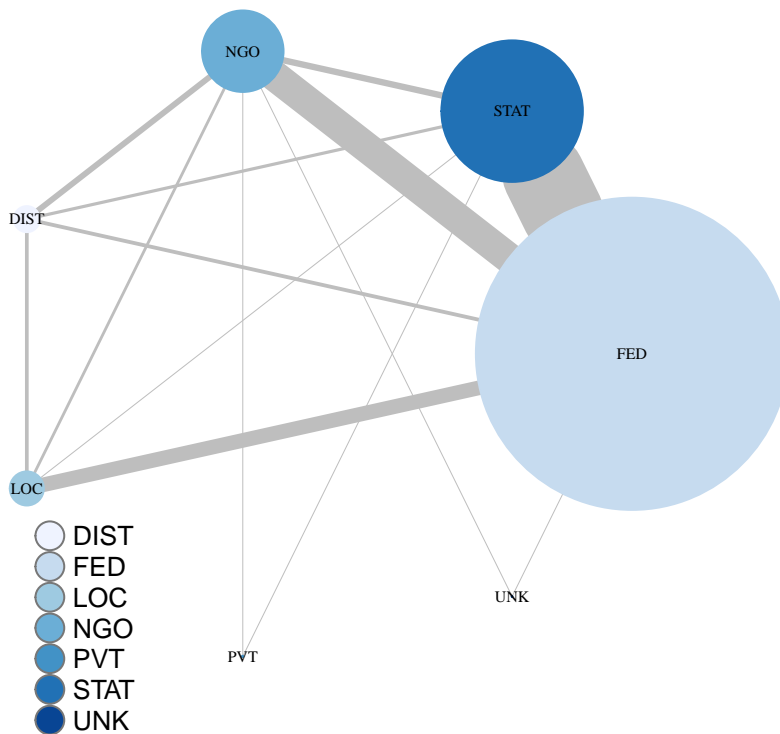 NGO
STAT
DIST
FED
LOC
UNK
PVT
DIST
FED
LOC
NGO
PVT
STAT
UNK